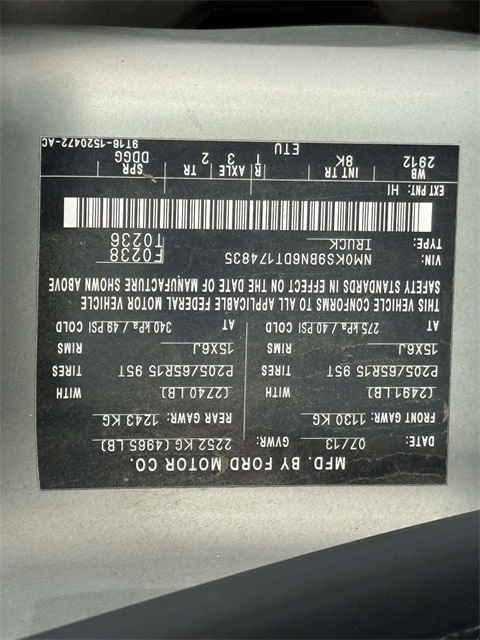 MFD. BY FORD MOTOR CO.
DATE: 07/13 GVWR: 2252 KG (4965 LB)
FRONT GAWR: 1130 KG REAR GAWR: 1243 KG
(2491 LB) WITH (2740 LB) WITH
P205/65R15 95T TIRES P205/65R15 95T TIRES
15X6J RIMS 15X6J RIMS
AT 275 kPa / 40 PSI COLD AT 340 kPa / 49 PSI COLD
THIS VEHICLE CONFORMS TO ALL APPLICABLE FEDERAL MOTOR VEHICLE
SAFETY STANDARDS IN EFFECT ON THE DATE OF MANUFACTURE SHOWN ABOVE
VIN: NM0KS9BN6DT174835 F0238
TYPE: TRUCK T0236
EXT PNT: HI
WB INT TR R AXLE TR SPR
2912 8K T 3 2 DDGG
ETU 9T16-1520472-AC